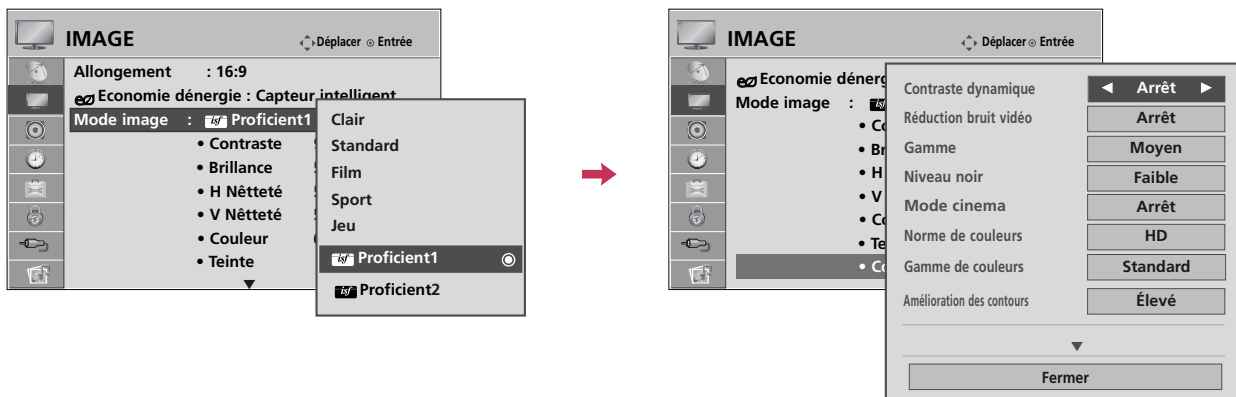 IMAGE
Déplacer Entrée
Allongement : 16:9
Economie dénergie : Capteur intelligent
Mode image : isf Proficient1
• Contraste
• Brillance
• H Nêtteté
• V Nêtteté
• Couleur
• Teinte
Clair
Standard
Film
Sport
Jeu
isf Proficient1
isf Proficient2
IMAGE
Déplacer Entrée
Economie dénerg
Mode image :
Contraste dynamique Arrêt
Réduction bruit vidéo Arrêt
Gamme Moyen
Niveau noir Faible
Mode cinema Arrêt
Norme de couleurs HD
Gamme de couleurs Standard
Amélioration des contours Élevé
Fermer